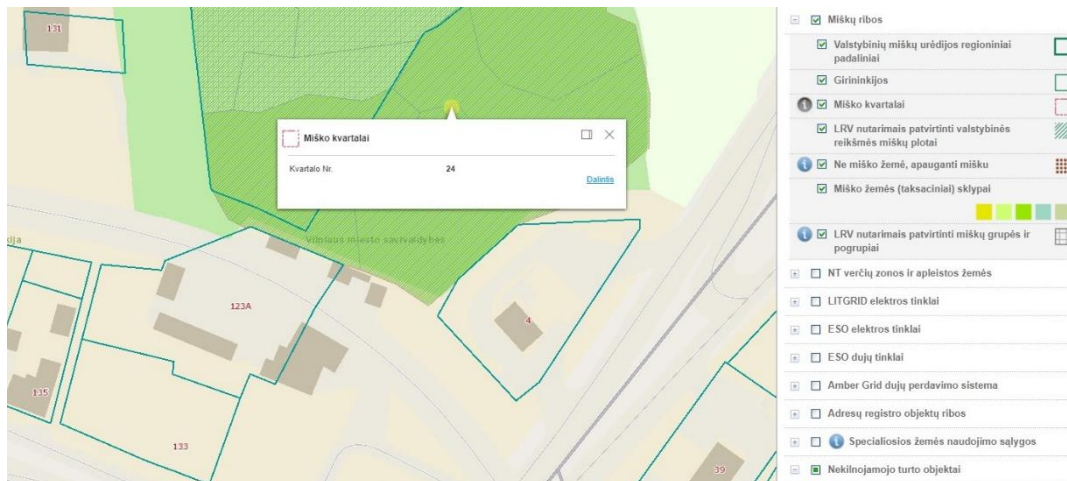 131
Miško kvartalai
Kvartalo Nr. 24
Dalintis
Vilniaus miesto savivaldybės
ija
123A
4
135
133
39
Miškų ribos
Valstybinių miškų urėdijos regioniniai
padaliniai
Girininkijos
Miško kvartalai
LRV nutarimais patvirtinti valstybinės
reikšmės miškų plotai
Ne miško žemė, apauganti mišku
Miško žemės (taksaciniai) sklypai
LRV nutarimais patvirtinti miškų grupės ir
pogrupiai
NT verčių zonos ir apleistos žemės
LITGRID elektros tinklai
ESO elektros tinklai
ESO dujų tinklai
Amber Grid dujų perdavimo sistema
Adresų registro objektų ribos
Specialiosios žemės naudojimo sąlygos
Nekilnojamojo turto objektai